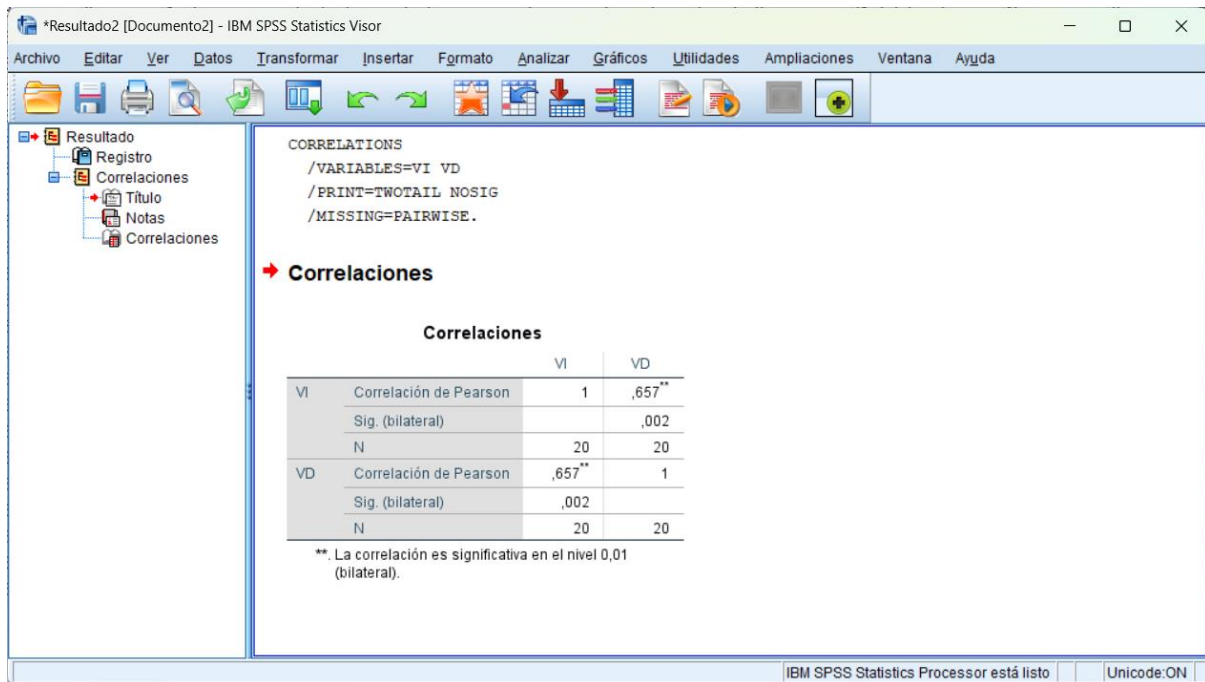 *Resultado2 [Documento2] - IBM SPSS Statistics Visor
Archivo Editar Ver Datos Transformar Insertar Formato Analizar Gráficos Utilidades Ampliaciones Ventana Ayuda
Resultado
Registro
Correlaciones
Título
Notas
Correlaciones
CORRELATIONS
/VARIABLES=VI VD
/PRINT=TWOTAIL NOSIG
/MISSING=PAIRWISE.
Correlaciones
Correlaciones
VI VD
VI Correlación de Pearson 1 ,657**
Sig. (bilateral) ,002
N 20 20
VD Correlación de Pearson ,657** 1
Sig. (bilateral) ,002
N 20 20
**. La correlación es significativa en el nivel 0,01
(bilateral).
IBM SPSS Statistics Processor está listo Unicode:ON